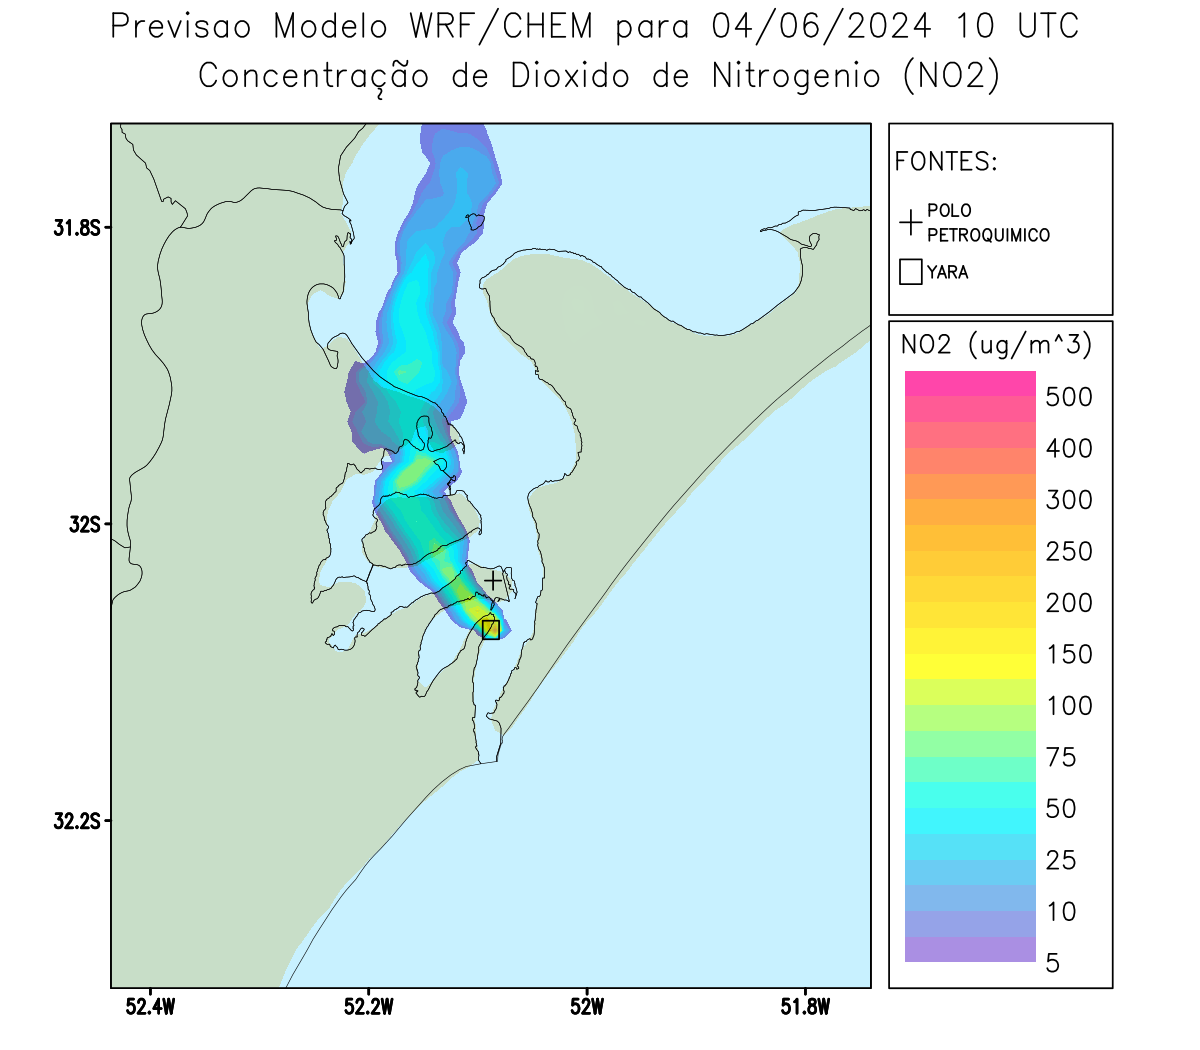 Previsao Modelo WRF/CHEM para 04/06/2024 10 UTC
Concentração de Dioxido de Nitrogenio (NO2)
31.8S
32S
32.2S
52.4W
52.2W
52W
51.8W
FONTES:
POLO
PETROQUIMICO
YARA
NO2 (ug/m^3)
500
400
300
250
200
150
100
75
50
25
10
5